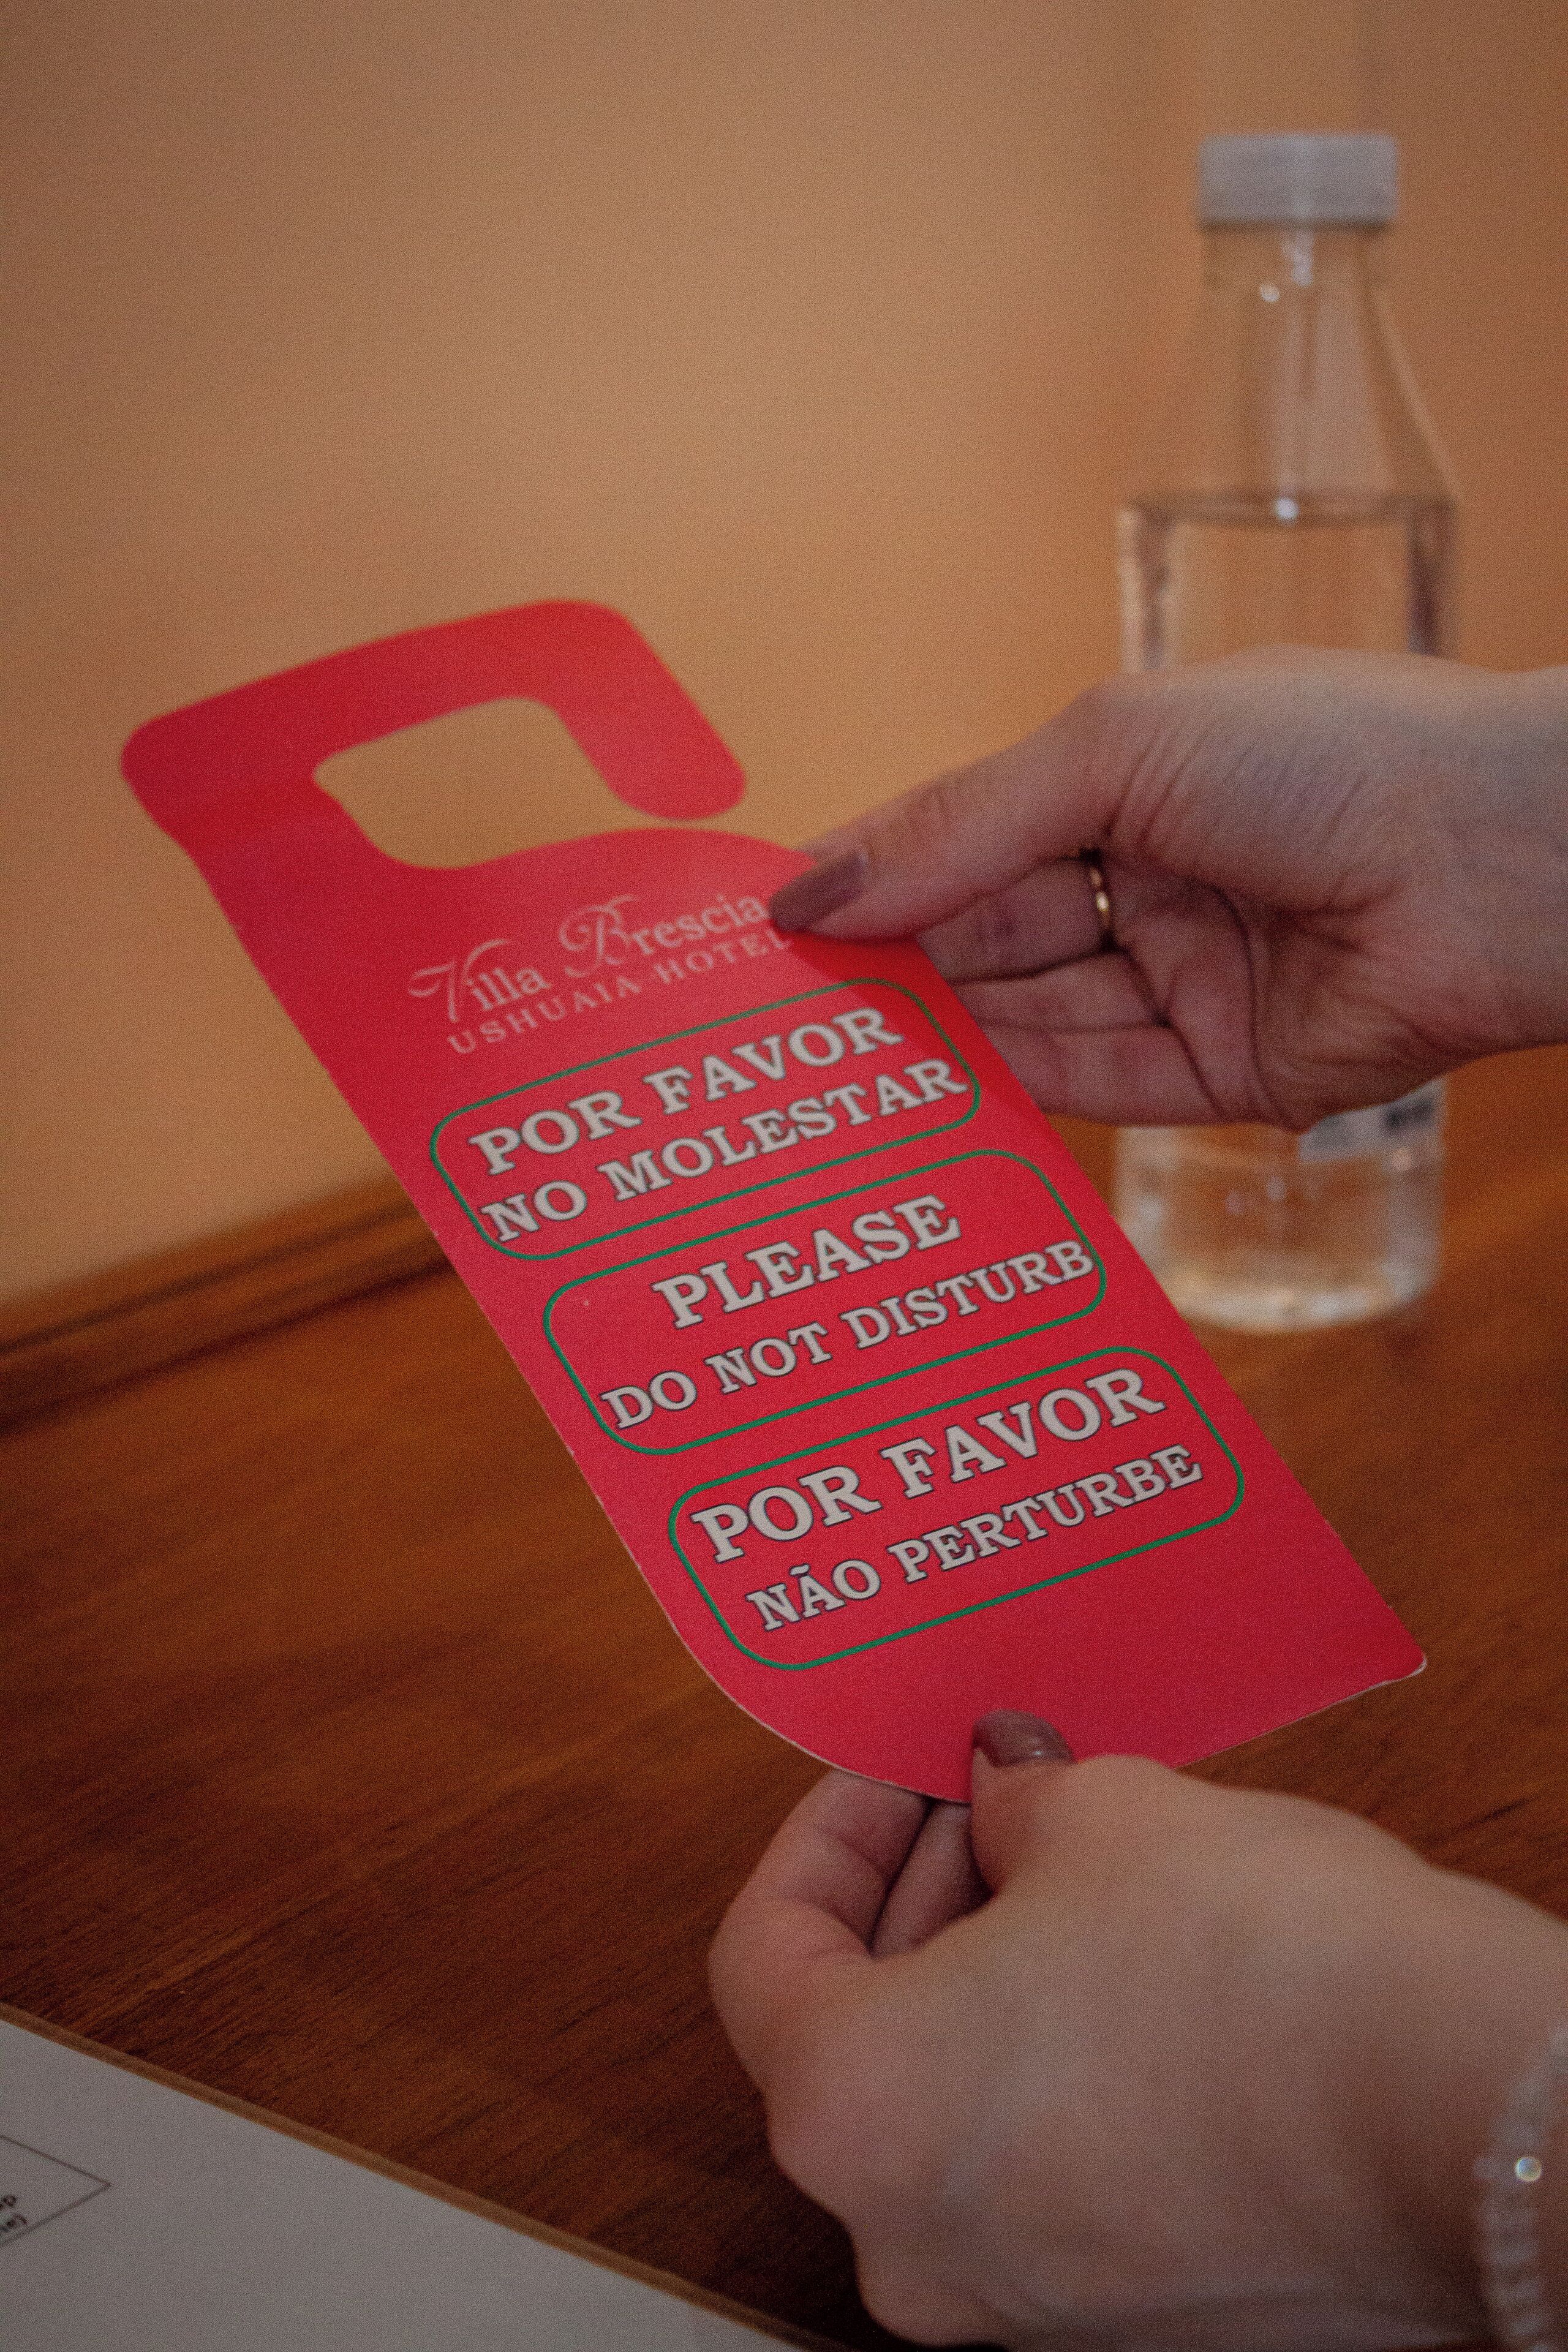 Villa Brescia
USHUAIA HOTEL
POR FAVOR
NO MOLESTAR
PLEASE
DO NOT DISTURB
POR FAVOR
NÃO PERTURBE